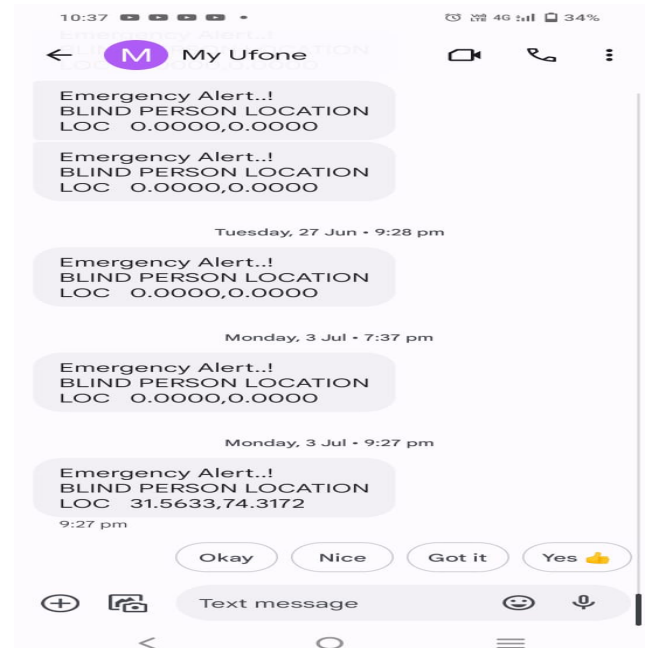 10:37
4G 34%
M My Ufone
Emergency Alert..!
BLIND PERSON LOCATION
LOC 0.0000,0.0000
Emergency Alert..!
BLIND PERSON LOCATION
LOC 0.0000,0.0000
Tuesday, 27 Jun • 9:28 pm
Emergency Alert..!
BLIND PERSON LOCATION
LOC 0.0000,0.0000
Monday, 3 Jul • 7:37 pm
Emergency Alert..!
BLIND PERSON LOCATION
LOC 0.0000,0.0000
Monday, 3 Jul • 9:27 pm
Emergency Alert..!
BLIND PERSON LOCATION
LOC 31.5633,74.3172
9:27 pm
Okay Nice Got it Yes 👍
Text message